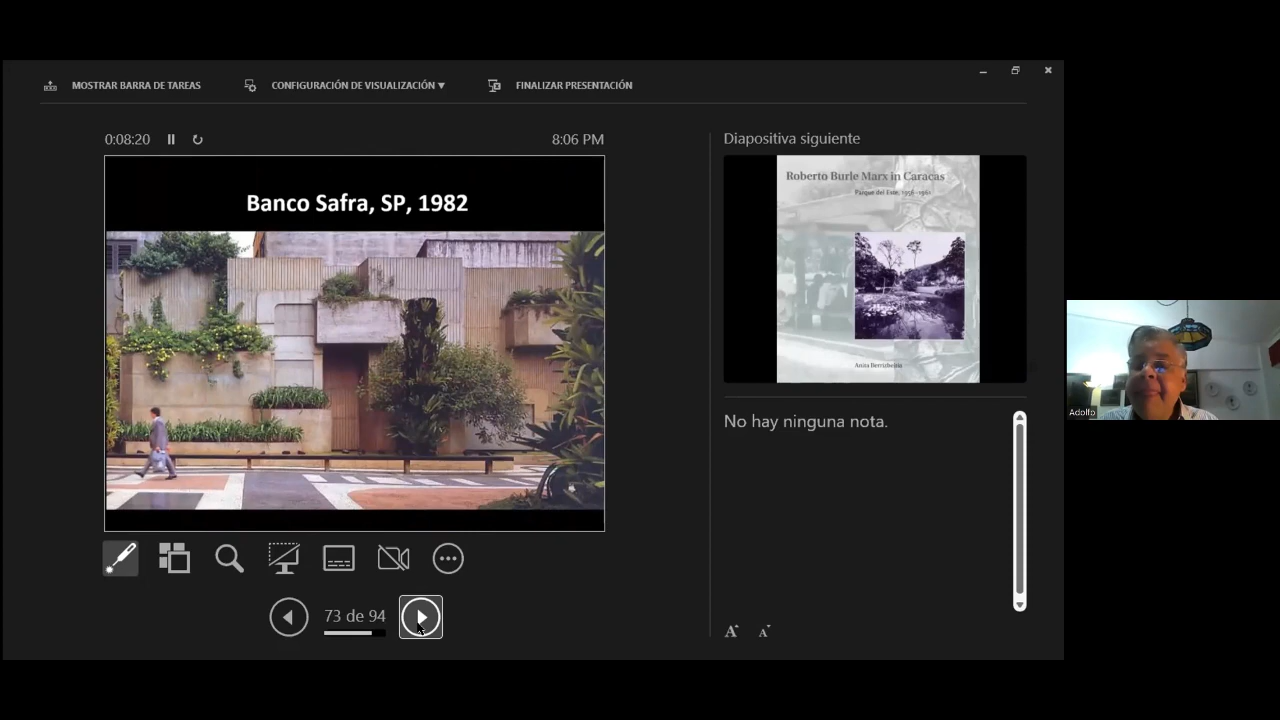 MOSTRAR BARRA DE TAREAS
CONFIGURACIÓN DE VISUALIZACIÓN ▼
FINALIZAR PRESENTACIÓN
0:08:20
8:06 PM
Banco Safra, SP, 1982
73 de 94
Diapositiva siguiente
Roberto Burle Marx in Caracas
Parque del Este, 1956-1961
Anita Berrizbeitia
No hay ninguna nota.
A A
Adolfo